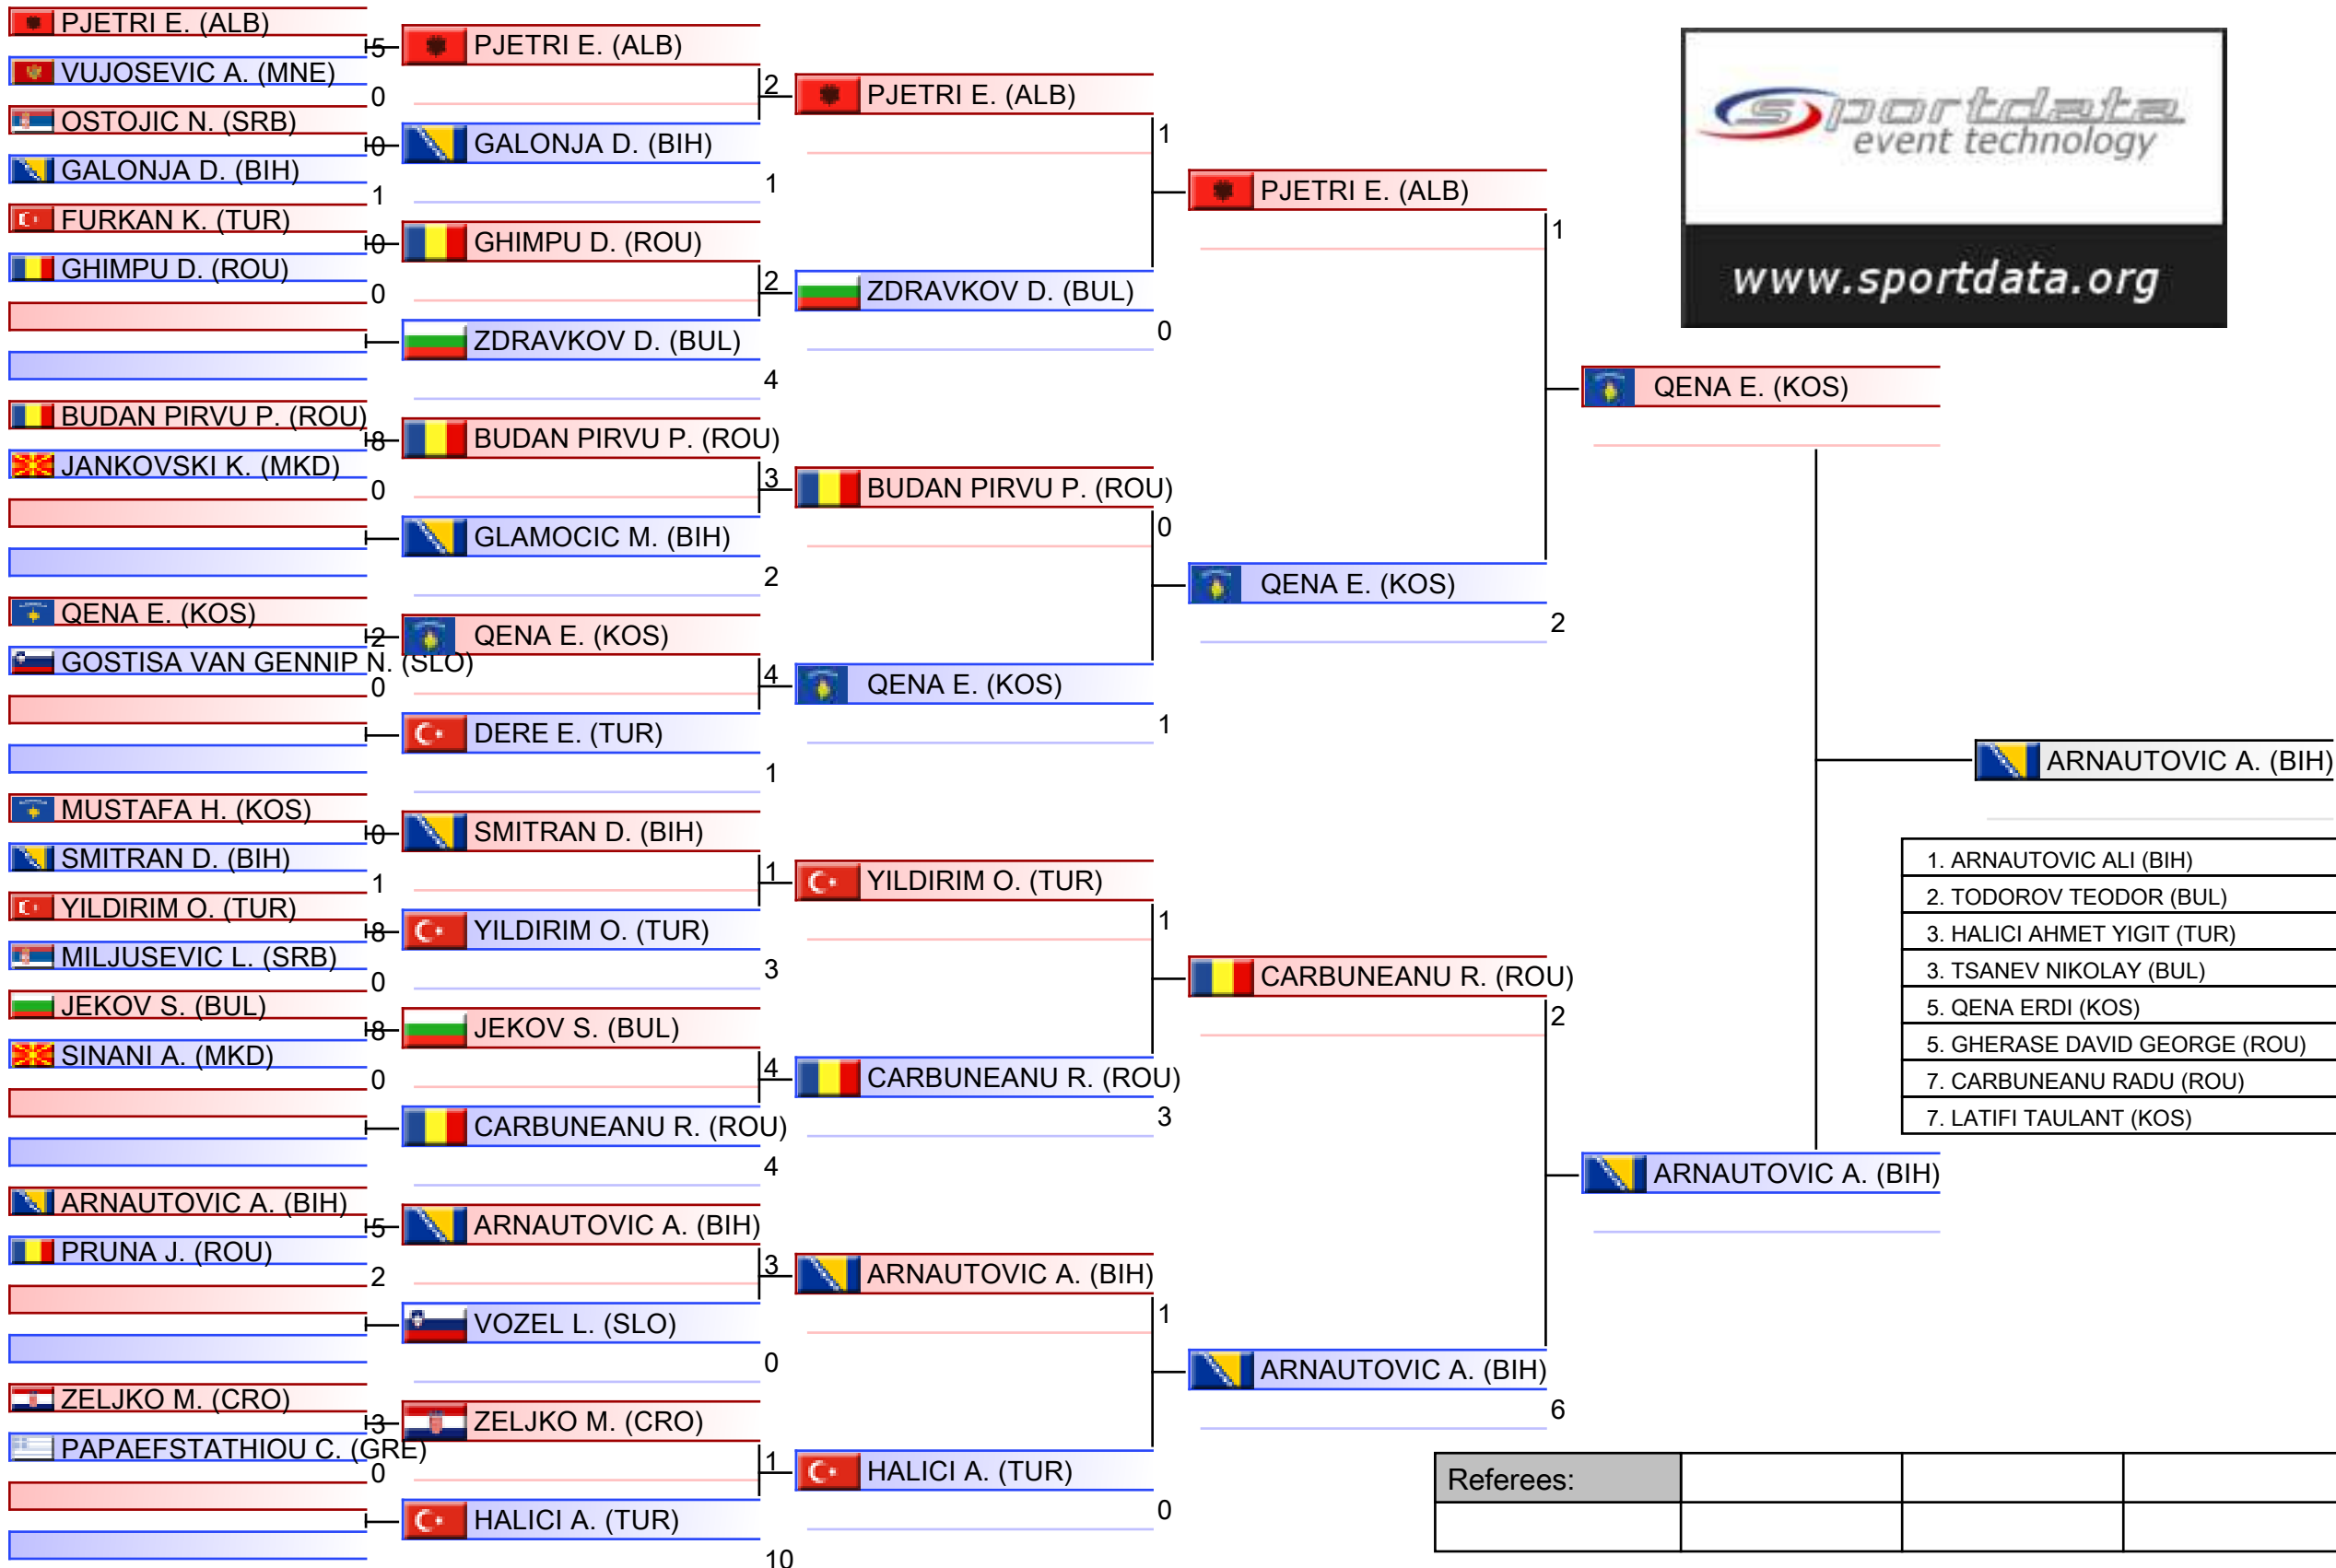 PJETRI E. (ALB)
5
VUJOSEVIC A. (MNE)
0
OSTOJIC N. (SRB)
0
GALONJA D. (BIH)
1
FURKAN K. (TUR)
0
GHIMPU D. (ROU)
0
BUDAN PIRVU P. (ROU)
8
JANKOVSKI K. (MKD)
0
QENA E. (KOS)
2
GOSTISA VAN GENNIP N. (SLO)
0
MUSTAFA H. (KOS)
0
SMITRAN D. (BIH)
1
YILDIRIM O. (TUR)
8
MILJUSEVIC L. (SRB)
0
JEKOV S. (BUL)
8
SINANI A. (MKD)
0
ARNAUTOVIC A. (BIH)
5
PRUNA J. (ROU)
2
ZELJKO M. (CRO)
3
PAPAEFSTATHIOU C. (GRE)
0
PJETRI E. (ALB)
2
GALONJA D. (BIH)
1
GHIMPU D. (ROU)
2
ZDRAVKOV D. (BUL)
4
BUDAN PIRVU P. (ROU)
3
GLAMOCIC M. (BIH)
2
QENA E. (KOS)
4
DERE E. (TUR)
1
SMITRAN D. (BIH)
1
YILDIRIM O. (TUR)
3
JEKOV S. (BUL)
4
CARBUNEANU R. (ROU)
4
ARNAUTOVIC A. (BIH)
3
VOZEL L. (SLO)
0
ZELJKO M. (CRO)
1
HALICI A. (TUR)
10
PJETRI E. (ALB)
1
ZDRAVKOV D. (BUL)
0
BUDAN PIRVU P. (ROU)
0
QENA E. (KOS)
1
YILDIRIM O. (TUR)
1
CARBUNEANU R. (ROU)
3
ARNAUTOVIC A. (BIH)
1
HALICI A. (TUR)
0
PJETRI E. (ALB)
1
QENA E. (KOS)
2
CARBUNEANU R. (ROU)
2
ARNAUTOVIC A. (BIH)
6
QENA E. (KOS)
ARNAUTOVIC A. (BIH)
ARNAUTOVIC A. (BIH)
sportdata
event technology
www.sportdata.org
1. ARNAUTOVIC ALI (BIH)
2. TODOROV TEODOR (BUL)
3. HALICI AHMET YIGIT (TUR)
3. TSANEV NIKOLAY (BUL)
5. QENA ERDI (KOS)
5. GHERASE DAVID GEORGE (ROU)
7. CARBUNEANU RADU (ROU)
7. LATIFI TAULANT (KOS)
Referees: